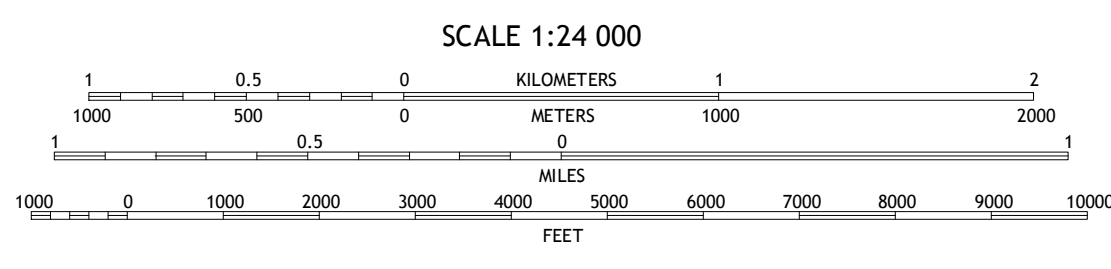 SCALE 1:24 000
1 0.5 0 KILOMETERS 1 2
1000 500 0 METERS 1000 2000
1 0.5 0 1
MILES
1000 0 1000 2000 3000 4000 5000 6000 7000 8000 9000 10000
FEET